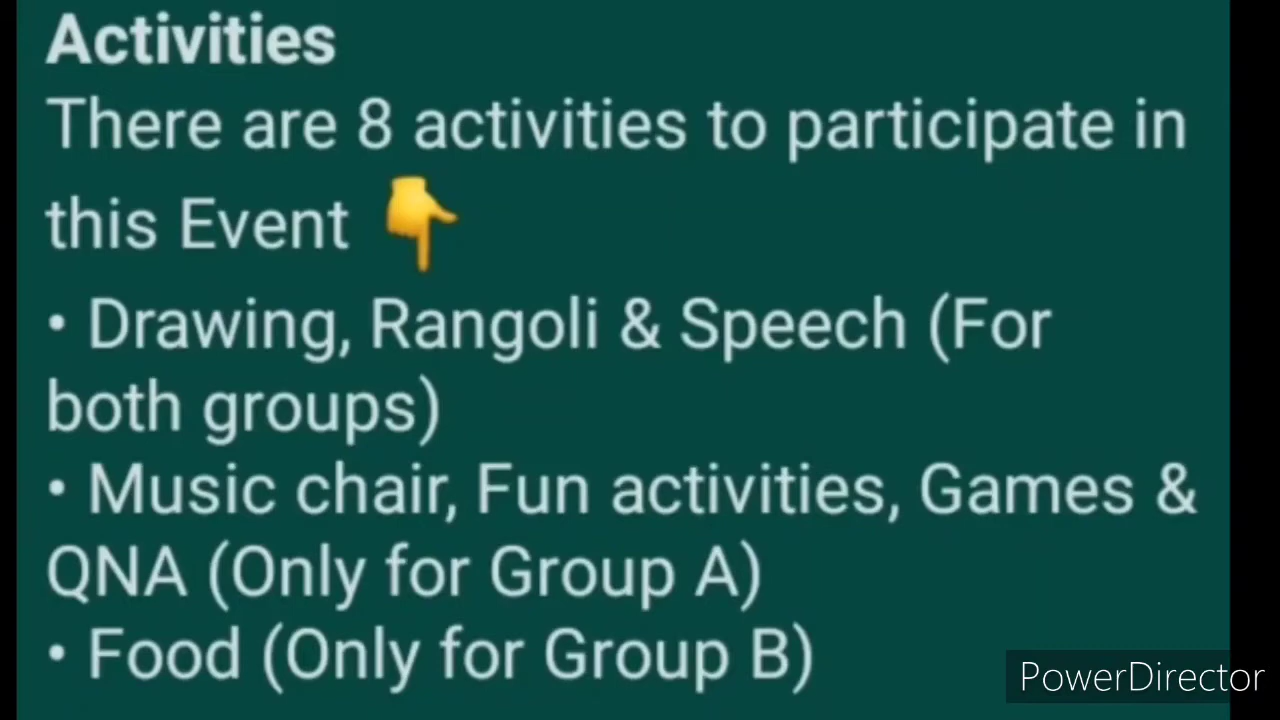 Activities
There are 8 activities to participate in
this Event 👇
• Drawing, Rangoli & Speech (For
both groups)
• Music chair, Fun activities, Games &
QNA (Only for Group A)
• Food (Only for Group B)
PowerDirector